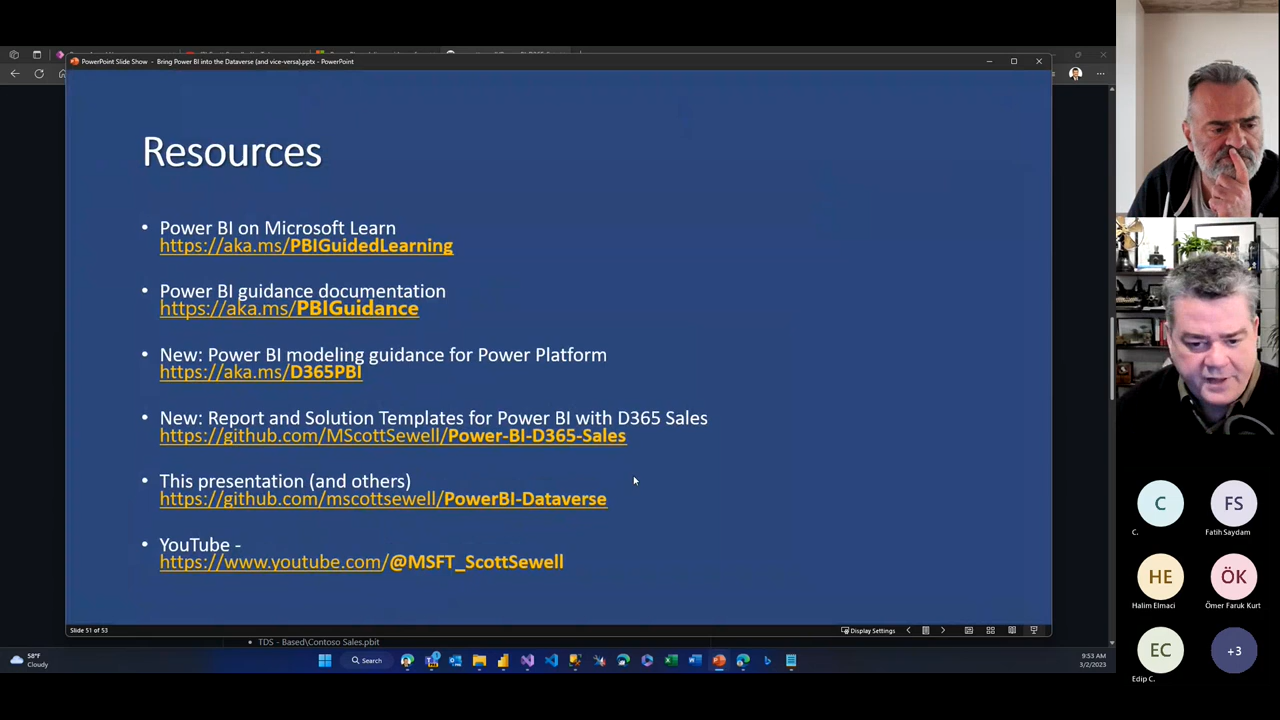 PowerPoint Slide Show - Bring Power BI into the Dataverse (and vice-versa).pptx - PowerPoint
Resources
• Power BI on Microsoft Learn
https://aka.ms/PBIGuidedLearning
• Power BI guidance documentation
https://aka.ms/PBIGuidance
• New: Power BI modeling guidance for Power Platform
https://aka.ms/D365PBI
• New: Report and Solution Templates for Power BI with D365 Sales
https://github.com/MScottSewell/Power-BI-D365-Sales
• This presentation (and others)
https://github.com/mscottsewell/PowerBI-Dataverse
• YouTube -
https://www.youtube.com/@MSFT_ScottSewell
Slide 51 of 53
Display Settings
• TDS - Based\Contoso Sales.pbit
58°F
Cloudy
Search
9:53 AM
3/2/2023
C
C.
FS
Fatih Saydam
HE
Halim Elmaci
ÖK
Ömer Faruk Kurt
EC
Edip C.
+3